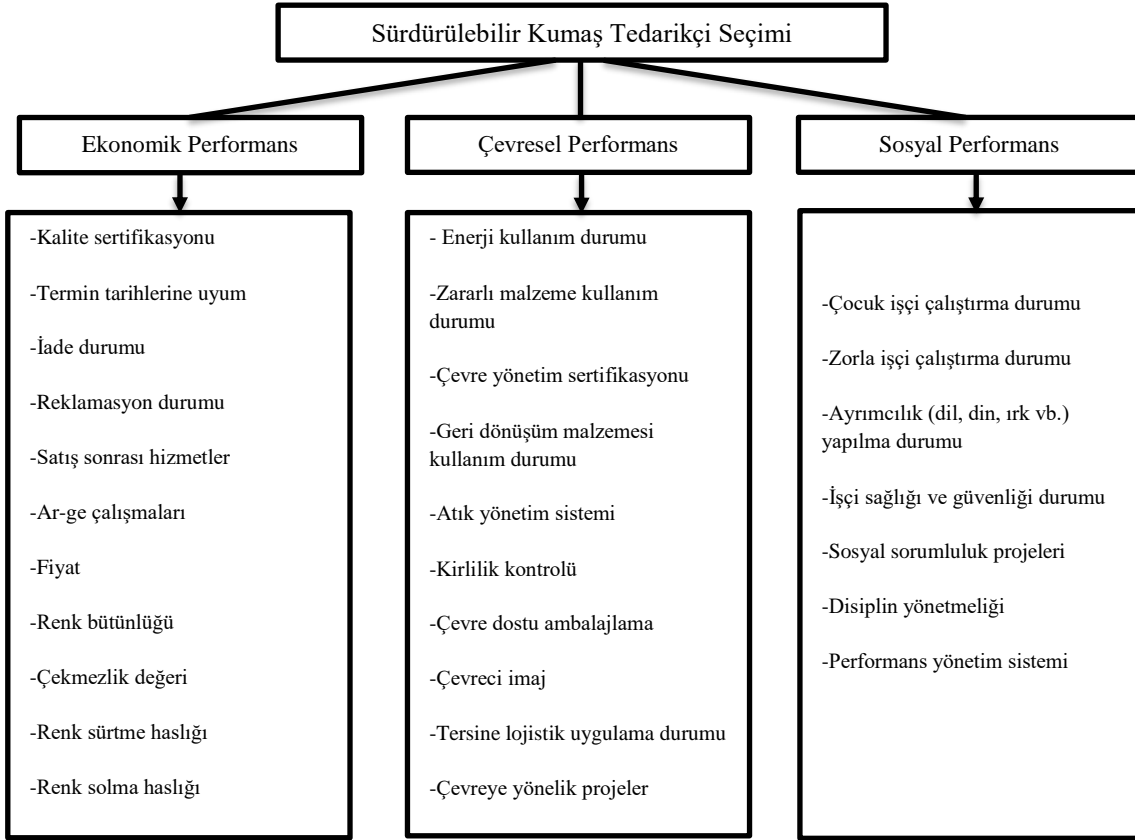 Sürdürülebilir Kumaş Tedarikçi Seçimi
Ekonomik Performans
Çevresel Performans
Sosyal Performans
-Kalite sertifikasyonu
-Termin tarihlerine uyum
-İade durumu
-Reklamasyon durumu
-Satış sonrası hizmetler
-Ar-ge çalışmaları
-Fiyat
-Renk bütünlüğü
-Çekmezlik değeri
-Renk sürtme haslığı
-Renk solma haslığı
- Enerji kullanım durumu
-Zararlı malzeme kullanım
durumu
-Çevre yönetim sertifikasyonu
-Geri dönüşüm malzemesi
kullanım durumu
-Atık yönetim sistemi
-Kirlilik kontrolü
-Çevre dostu ambalajlama
-Çevreci imaj
-Tersine lojistik uygulama durumu
-Çevreye yönelik projeler
-Çocuk işçi çalıştırma durumu
-Zorla işçi çalıştırma durumu
-Ayrımcılık (dil, din, ırk vb.)
yapılma durumu
-İşçi sağlığı ve güvenliği durumu
-Sosyal sorumluluk projeleri
-Disiplin yönetmeliği
-Performans yönetim sistemi